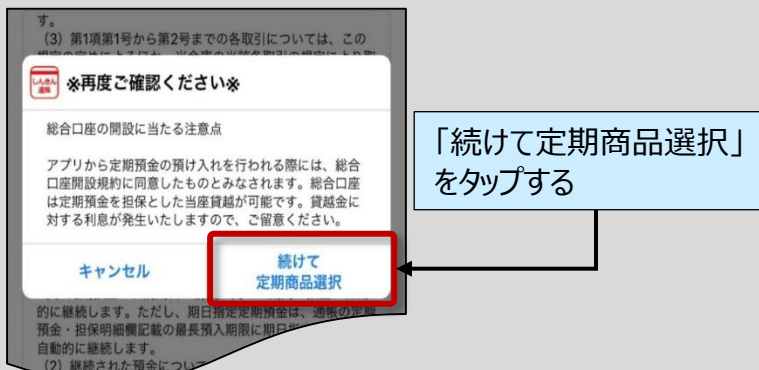 す。
(3) 第1項第1号から第2号までの各取引については、この
しんきん
通帳
※再度ご確認ください※
総合口座の開設に当たる注意点
アプリから定期預金の預け入れを行われる際には、総合
口座開設規約に同意したものとみなされます。総合口座
は定期預金を担保とした当座貸越が可能です。貸越金に
対する利息が発生いたしますので、ご留意ください。
キャンセル
続けて
定期商品選択
「続けて定期商品選択」
をタップする
的に継続します。ただし、期日指定定期預金は、通帳の定期
預金・担保明細欄記載の最長預入期限に期日
自動的に継続します。
(2) 継続された預金について